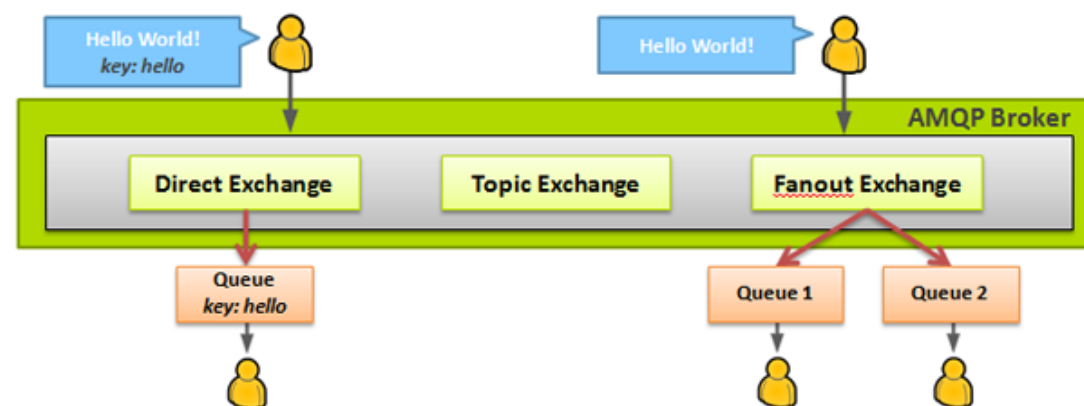 Hello World!
key: hello
Hello World!
AMQP Broker
Direct Exchange
Topic Exchange
Fanout Exchange
Queue
key: hello
Queue 1
Queue 2